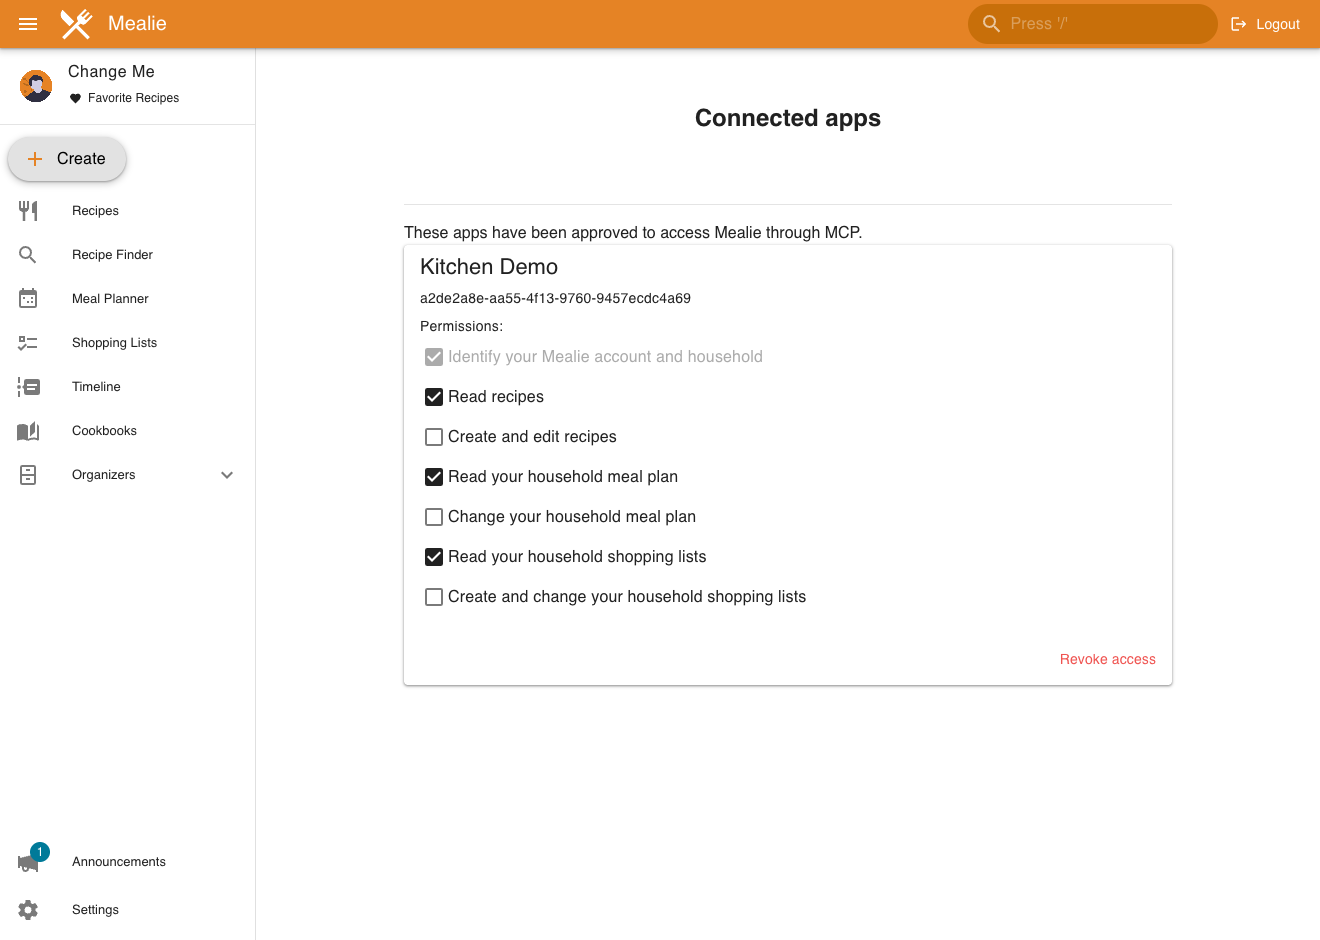 Mealie
Press '/'
Logout
Change Me
Favorite Recipes
Create
Recipes
Recipe Finder
Meal Planner
Shopping Lists
Timeline
Cookbooks
Organizers
1
Announcements
Settings
Connected apps
These apps have been approved to access Mealie through MCP.
Kitchen Demo
a2de2a8e-aa55-4f13-9760-9457ecdc4a69
Permissions:
Identify your Mealie account and household
Read recipes
Create and edit recipes
Read your household meal plan
Change your household meal plan
Read your household shopping lists
Create and change your household shopping lists
Revoke access